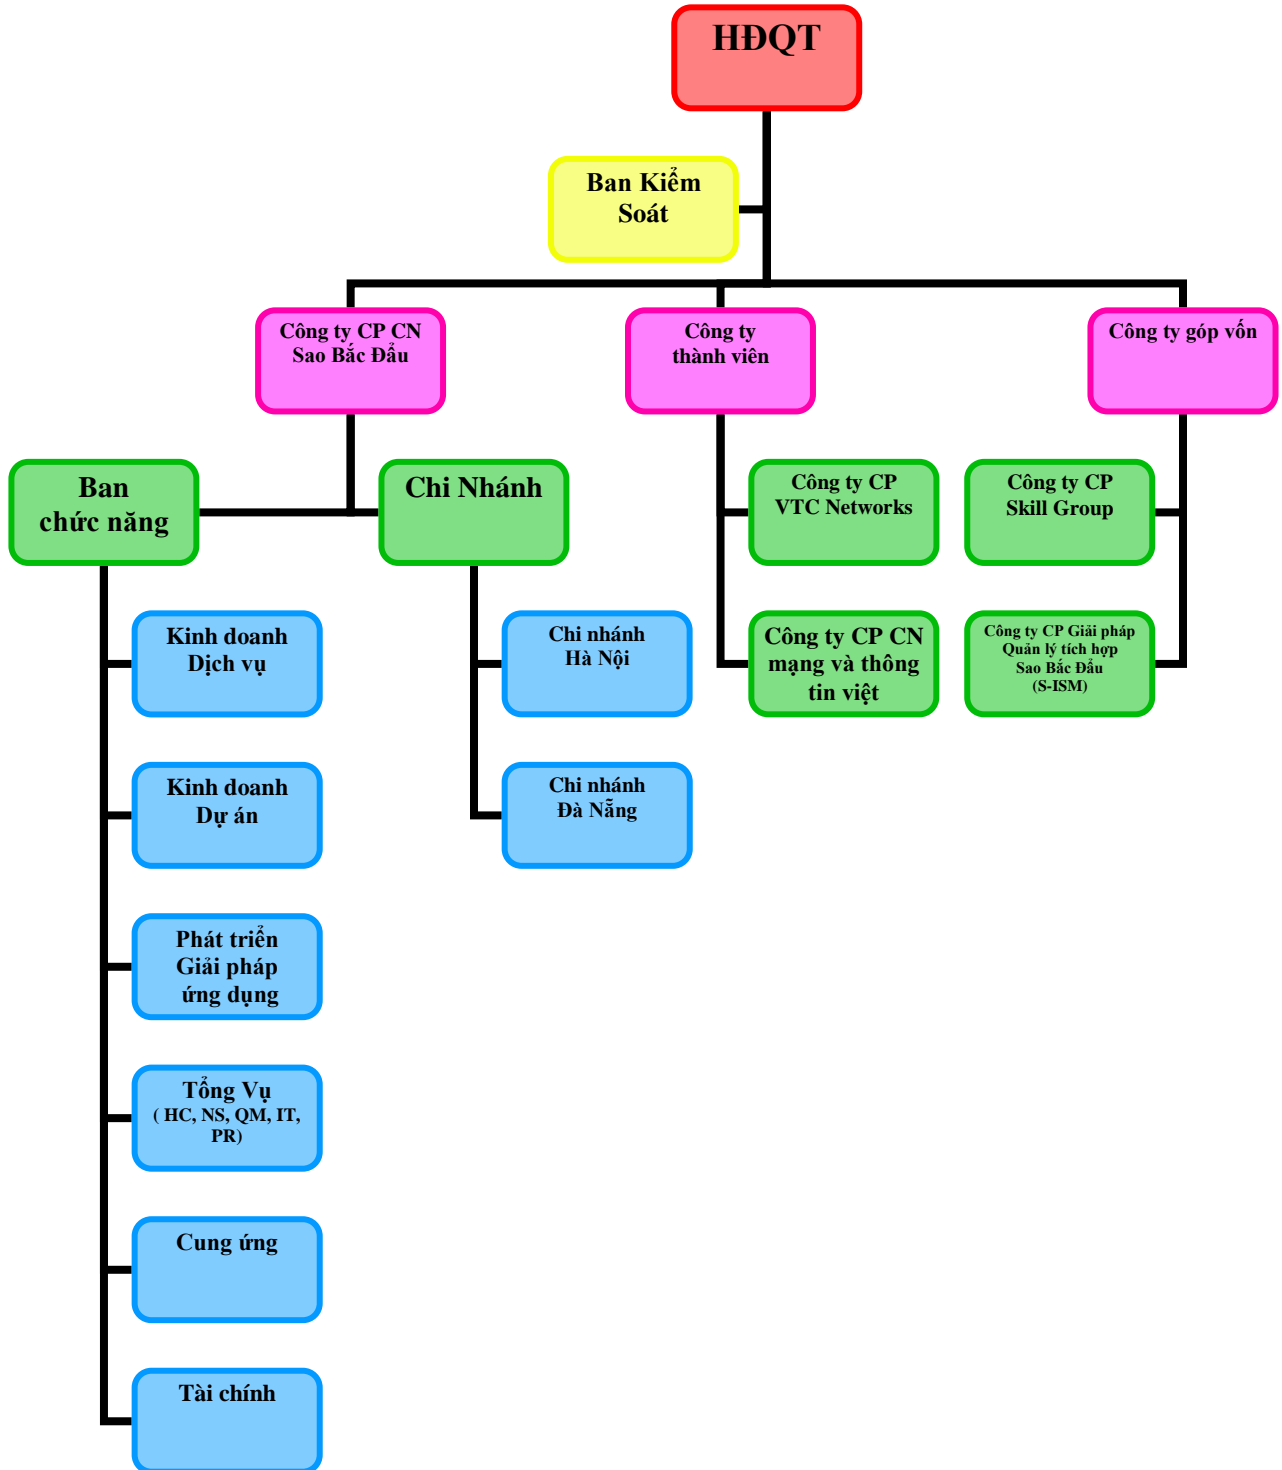 HĐQT
Ban Kiểm
Soát
Công ty CP CN
Sao Bắc Đẩu
Công ty
thành viên
Công ty góp vốn
Ban
chức năng
Chi Nhánh
Công ty CP
VTC Networks
Công ty CP
Skill Group
Kinh doanh
Dịch vụ
Chi nhánh
Hà Nội
Công ty CP CN
mạng và thông
tin việt
Công ty CP Giải pháp
Quản lý tích hợp
Sao Bắc Đẩu
(S-ISM)
Kinh doanh
Dự án
Chi nhánh
Đà Nẵng
Phát triển
Giải pháp
ứng dụng
Tổng Vụ
( HC, NS, QM, IT,
PR)
Cung ứng
Tài chính